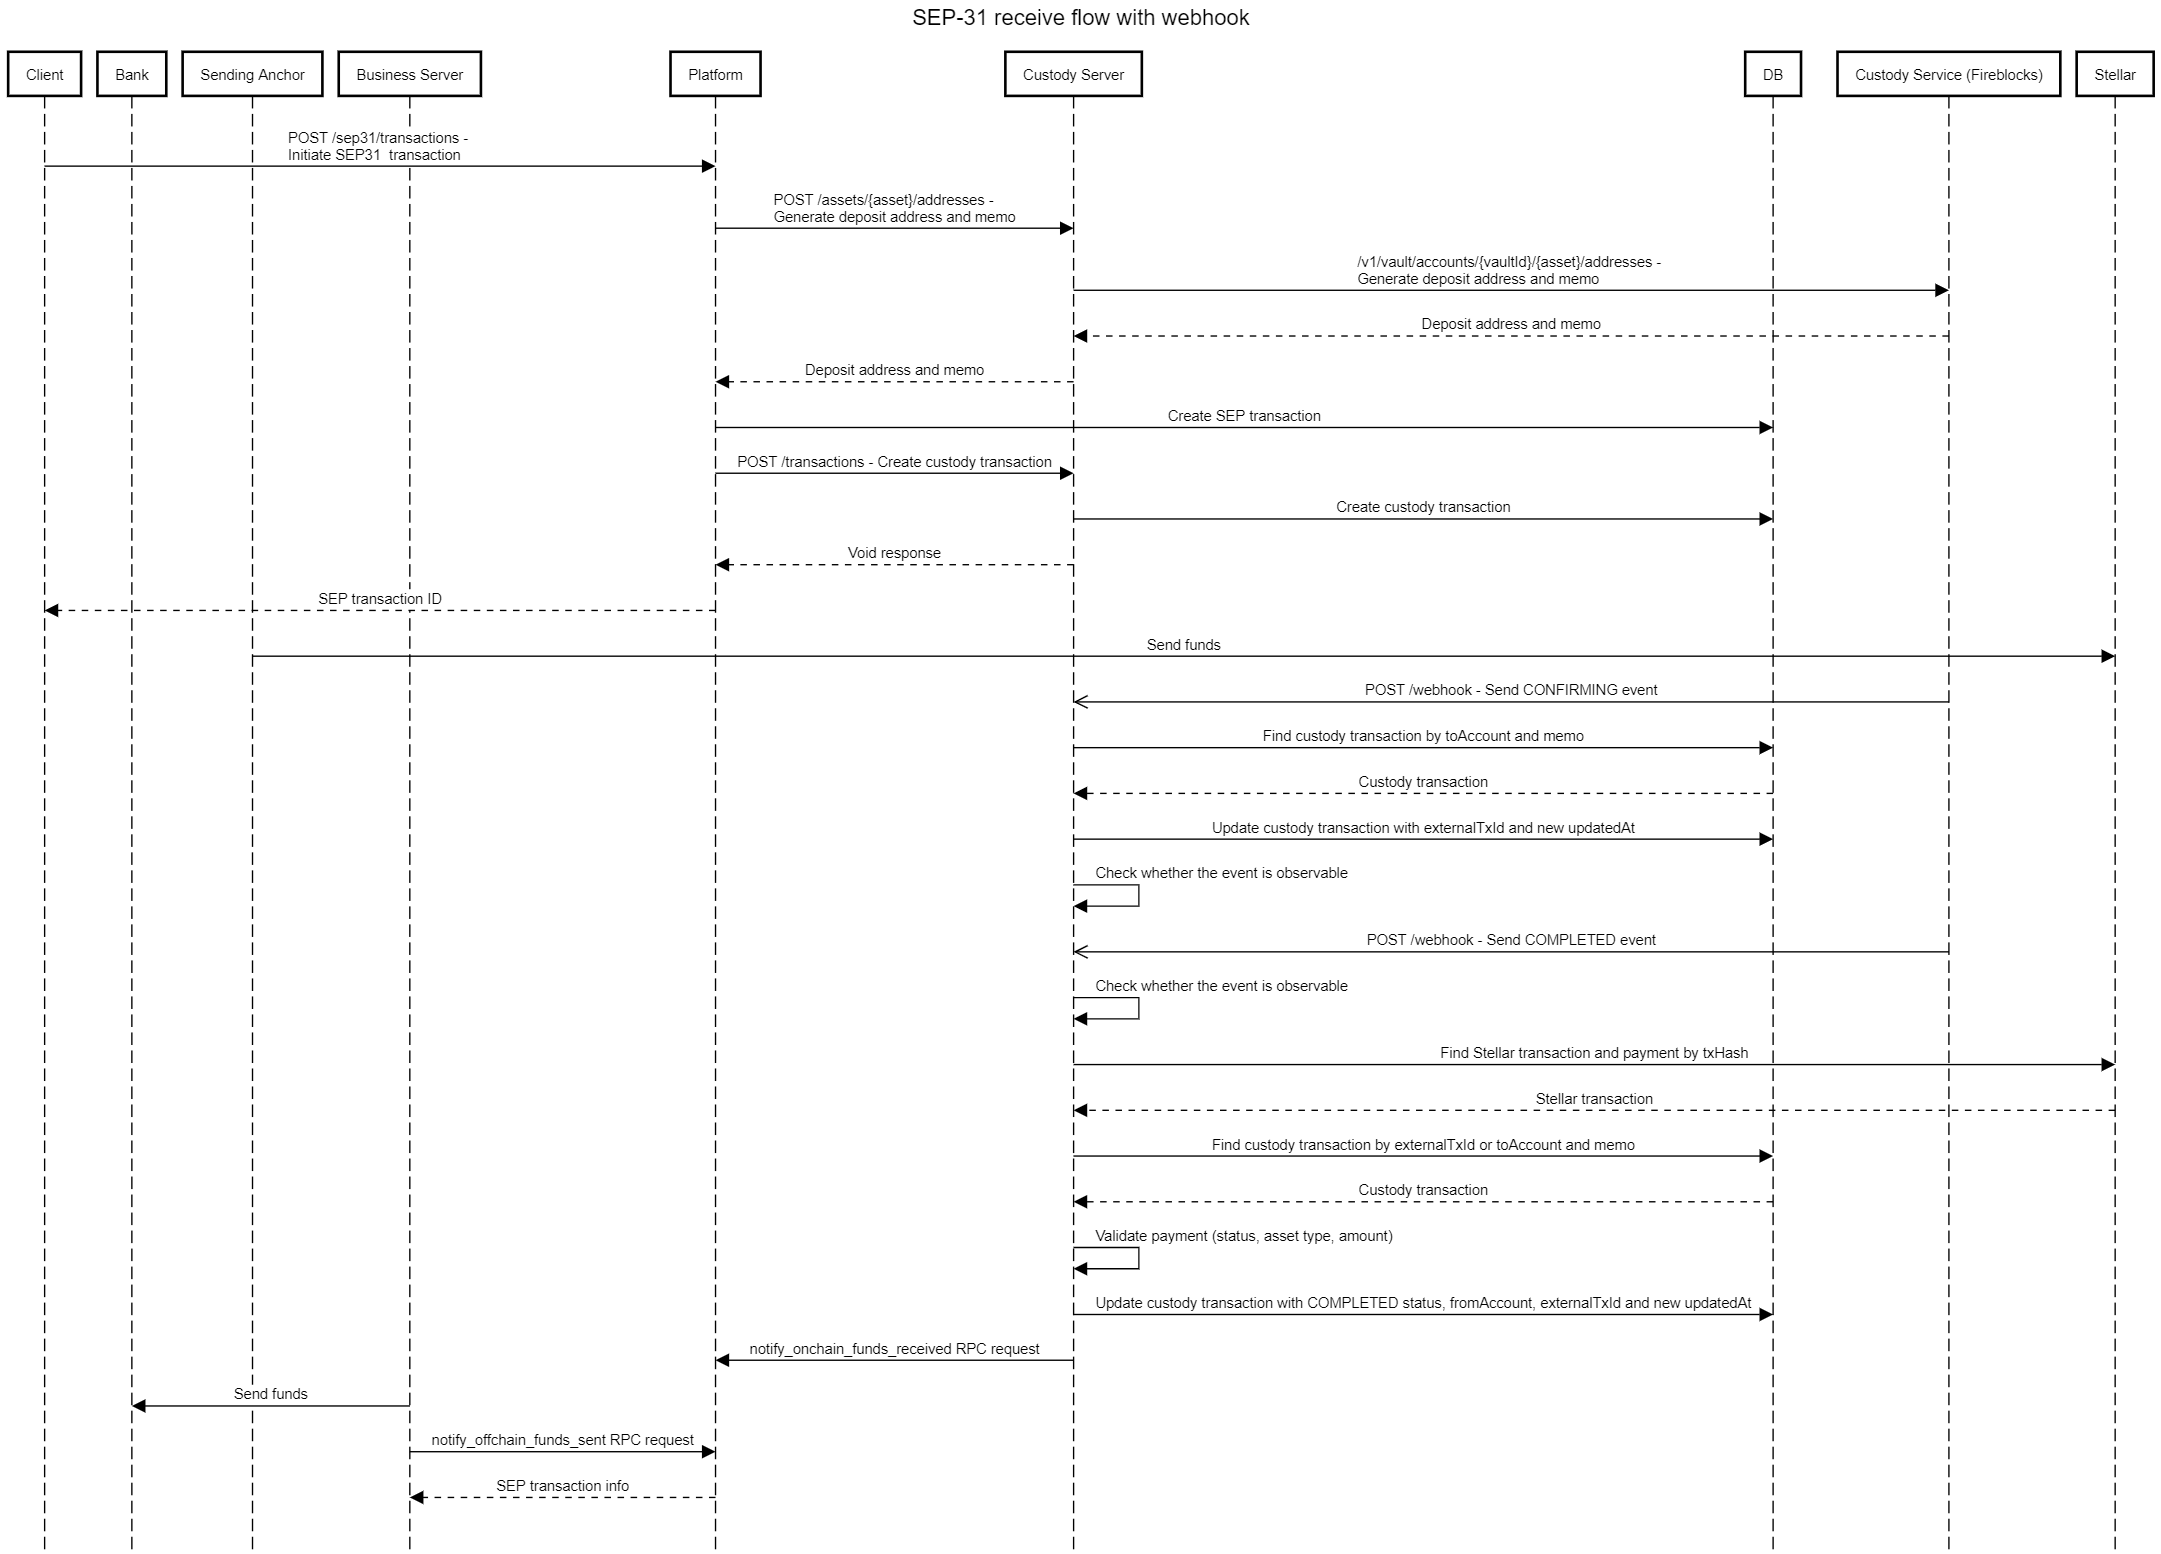 SEP-31 receive flow with webhook
Client
Bank
Sending Anchor
Business Server
Platform
Custody Server
DB
Custody Service (Fireblocks)
Stellar
POST /sep31/transactions -
Initiate SEP31  transaction
POST /assets/{asset}/addresses -
Generate deposit address and memo
/v1/vault/accounts/{vaultId}/{asset}/addresses -
Generate deposit address and memo
Deposit address and memo
Deposit address and memo
Create SEP transaction
POST /transactions - Create custody transaction
Create custody transaction
Void response
SEP transaction ID
Send funds
POST /webhook - Send CONFIRMING event
Find custody transaction by toAccount and memo
Custody transaction
Update custody transaction with externalTxId and new updatedAt
Check whether the event is observable
POST /webhook - Send COMPLETED event
Check whether the event is observable
Find Stellar transaction and payment by txHash
Stellar transaction
Find custody transaction by externalTxId or toAccount and memo
Custody transaction
Validate payment (status, asset type, amount)
Update custody transaction with COMPLETED status, fromAccount, externalTxId and new updatedAt
notify_onchain_funds_received RPC request
Send funds
notify_offchain_funds_sent RPC request
SEP transaction info